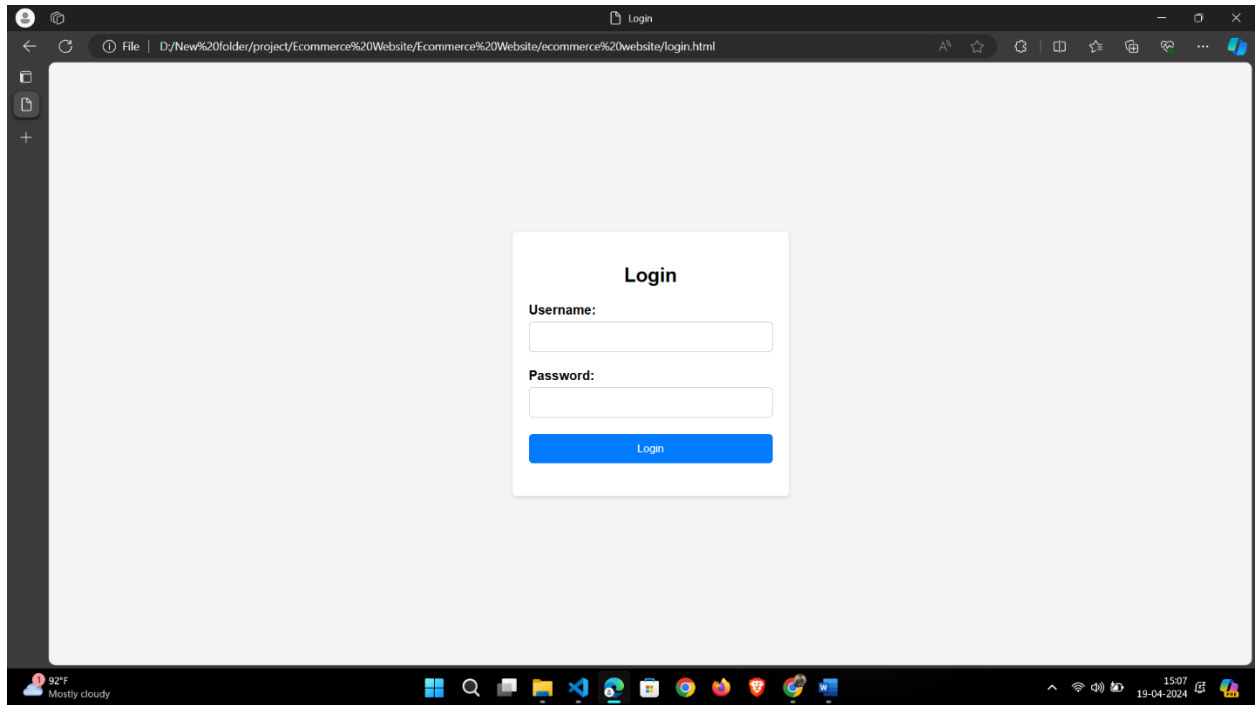 Login
File
D:/New%20folder/project/Ecommerce%20Website/Ecommerce%20Website/ecommerce%20website/login.html
Login
Username:
Password:
Login
1
92°F
Mostly cloudy
15:07
19-04-2024